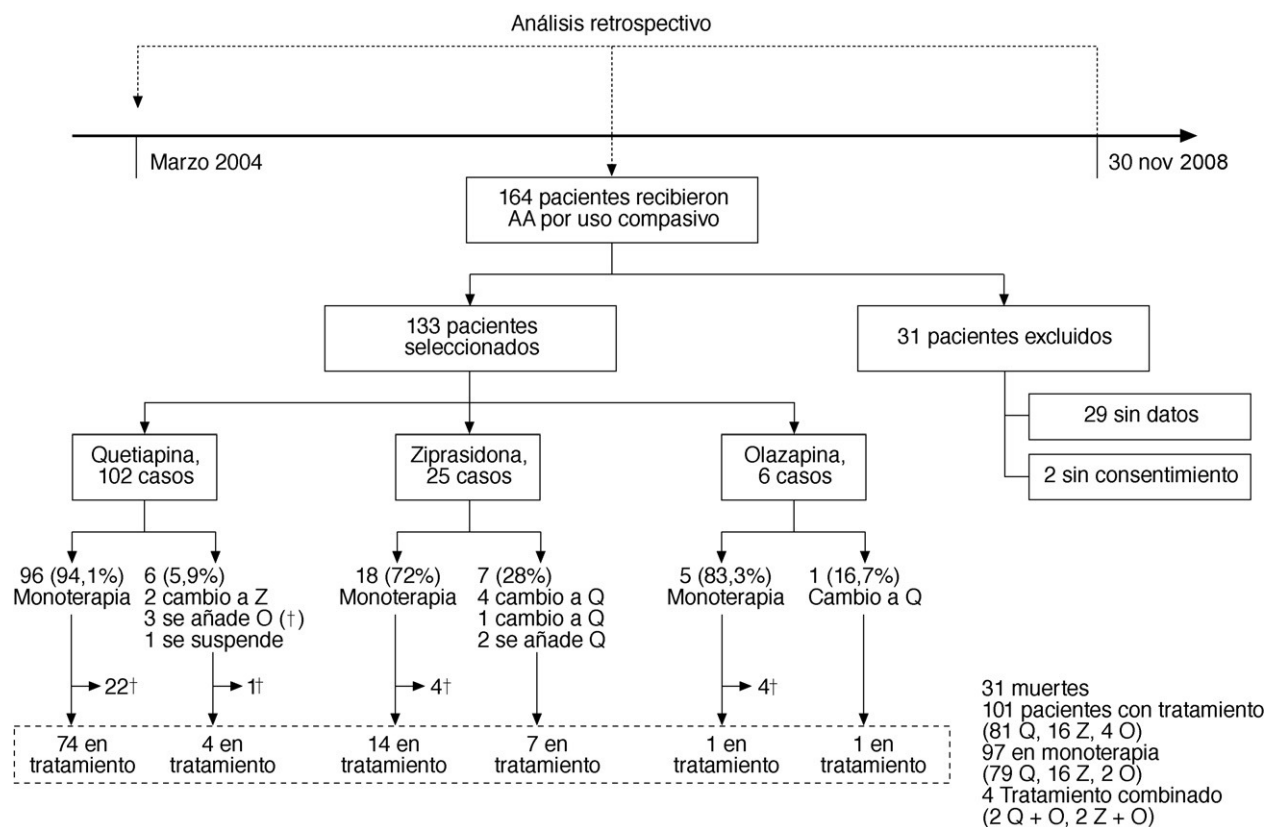 Análisis retrospectivo
Marzo 2004
30 nov 2008
164 pacientes recibieron
AA por uso compasivo
133 pacientes
seleccionados
31 pacientes excluidos
29 sin datos
2 sin consentimiento
Quetiapina,
102 casos
Ziprasidona,
25 casos
Olazapina,
6 casos
96 (94,1%)
Monoterapia
6 (5,9%)
2 cambio a Z
3 se añade O (†)
1 se suspende
18 (72%)
Monoterapia
7 (28%)
4 cambio a Q
1 cambio a Q
2 se añade Q
5 (83,3%)
Monoterapia
1 (16,7%)
Cambio a Q
22†
1†
4†
4†
74 en
tratamiento
4 en
tratamiento
14 en
tratamiento
7 en
tratamiento
1 en
tratamiento
1 en
tratamiento
31 muertes
101 pacientes con tratamiento
(81 Q, 16 Z, 4 O)
97 en monoterapia
(79 Q, 16 Z, 2 O)
4 Tratamiento combinado
(2 Q + O, 2 Z + O)